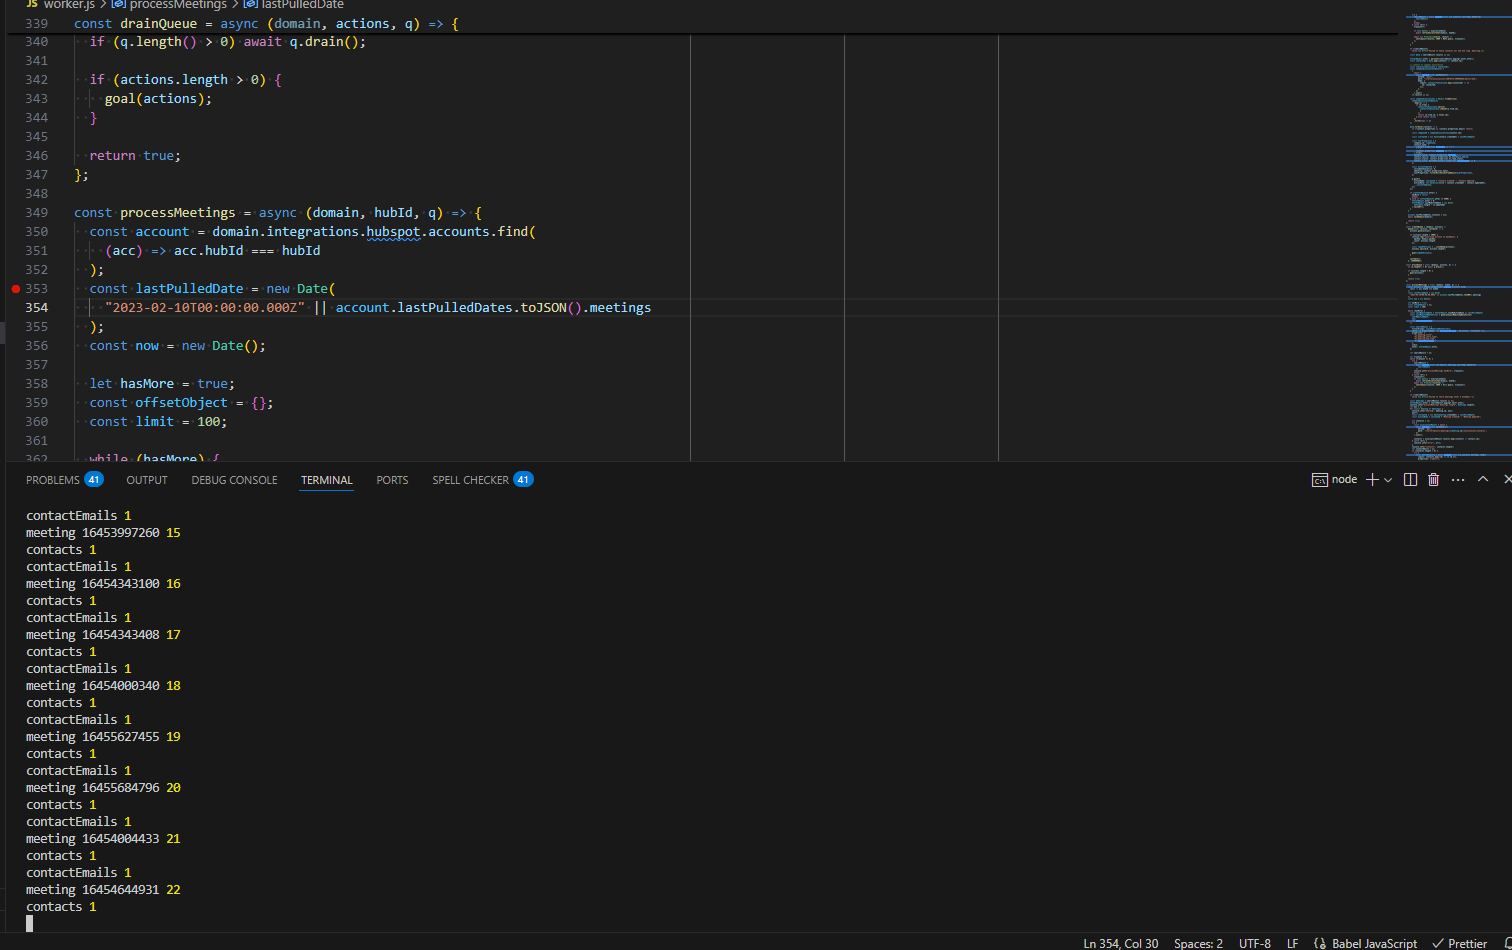 JS worker.js > processMeetings > lastPulledDate
339 const drainQueue = async (domain, actions, q) => {
340 if (q.length() > 0) await q.drain();
341
342 if (actions.length > 0) {
343 goal(actions);
344 }
345
346 return true;
347 };
348
349 const processMeetings = async (domain, hubId, q) => {
350 const account = domain.integrations.hubspot.accounts.find(
351 (acc) => acc.hubId === hubId
352 );
353 const lastPulledDate = new Date(
354 "2023-02-10T00:00:00.000Z" || account.lastPulledDates.toJSON().meetings
355 );
356 const now = new Date();
357
358 let hasMore = true;
359 const offsetObject = {};
360 const limit = 100;
361
362 while (hasMore) {
PROBLEMS 41 OUTPUT DEBUG CONSOLE TERMINAL PORTS SPELL CHECKER 41 node
contactEmails 1
meeting 16453997260 15
contacts 1
contactEmails 1
meeting 16454343100 16
contacts 1
contactEmails 1
meeting 16454343408 17
contacts 1
contactEmails 1
meeting 16454000340 18
contacts 1
contactEmails 1
meeting 16455627455 19
contacts 1
contactEmails 1
meeting 16455684796 20
contacts 1
contactEmails 1
meeting 16454004433 21
contacts 1
contactEmails 1
meeting 16454644931 22
contacts 1
Ln 354, Col 30 Spaces: 2 UTF-8 LF Babel JavaScript Prettier